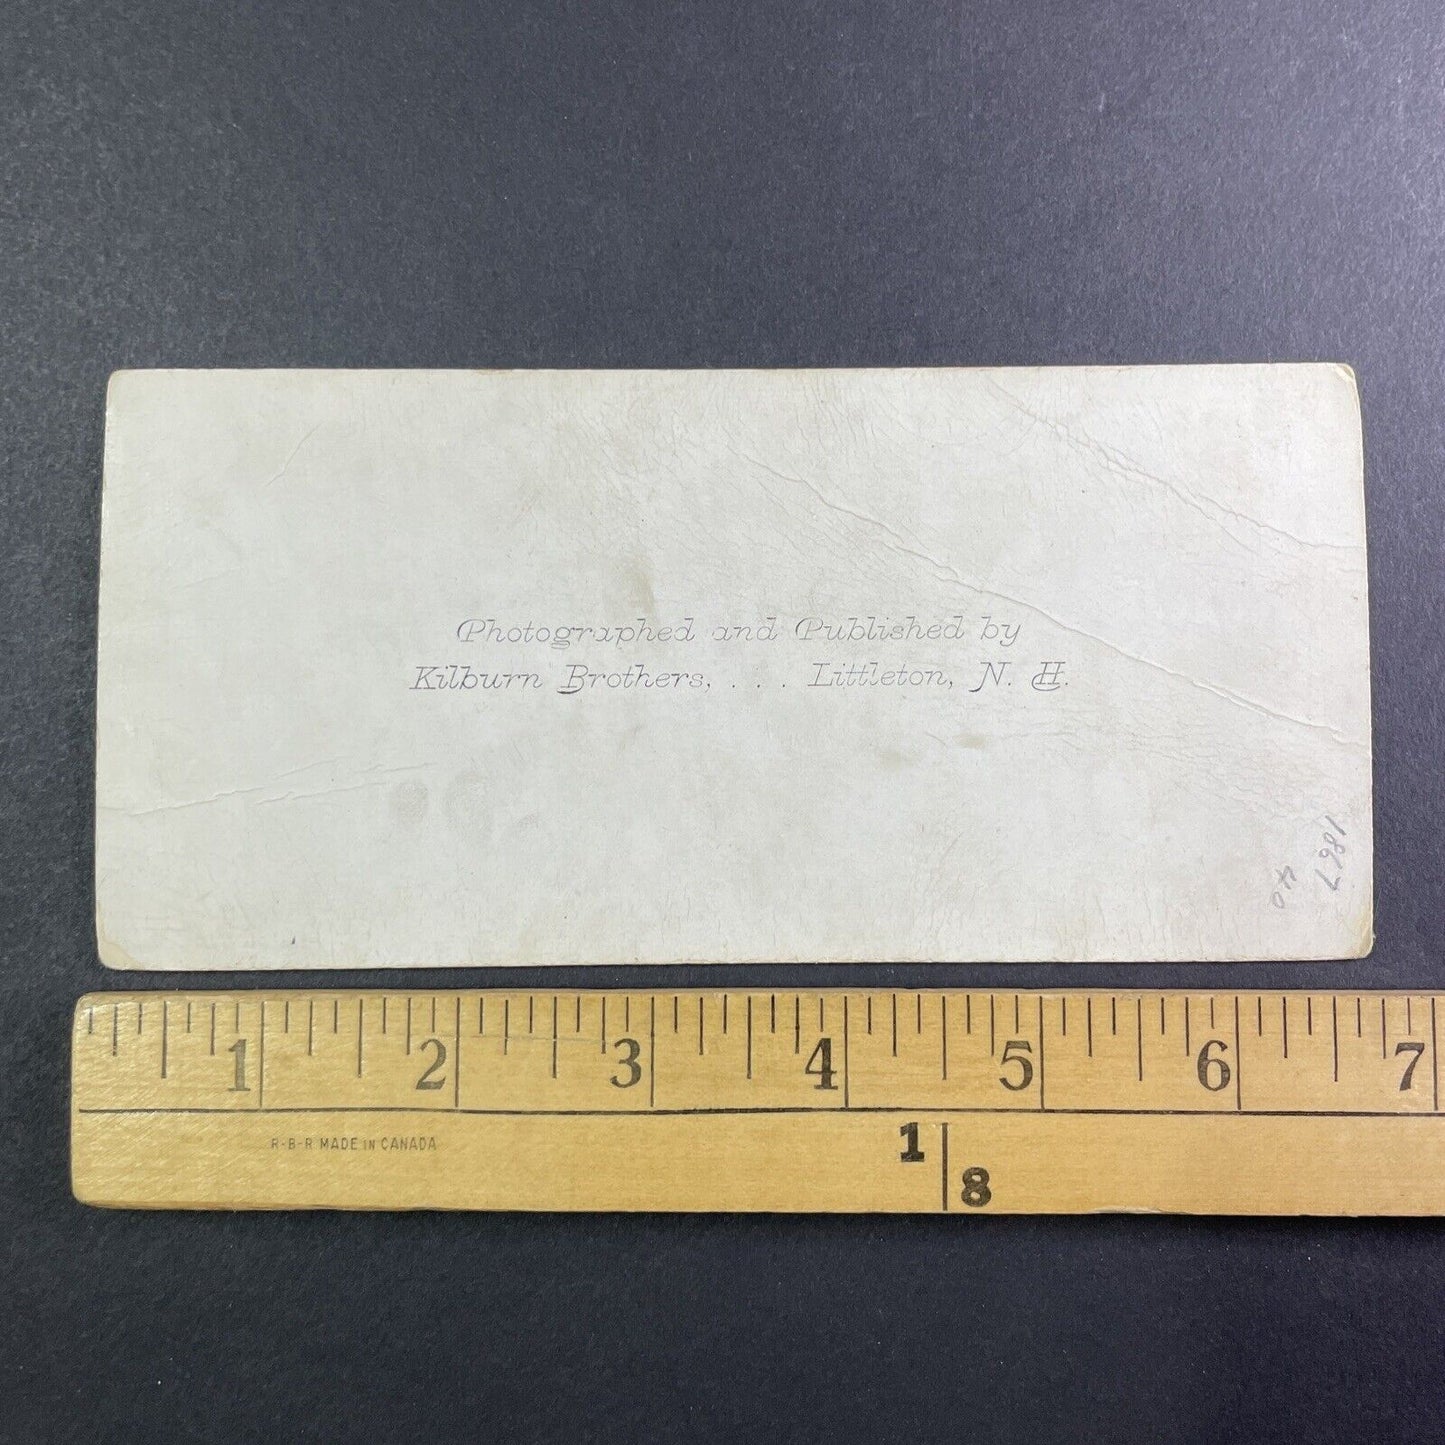 Photographed and Published by
Kilburn Brothers, . . . Littleton, N. H.
1867
40
1 2 3 4 5 6 7
R-B-R MADE IN CANADA
1 8